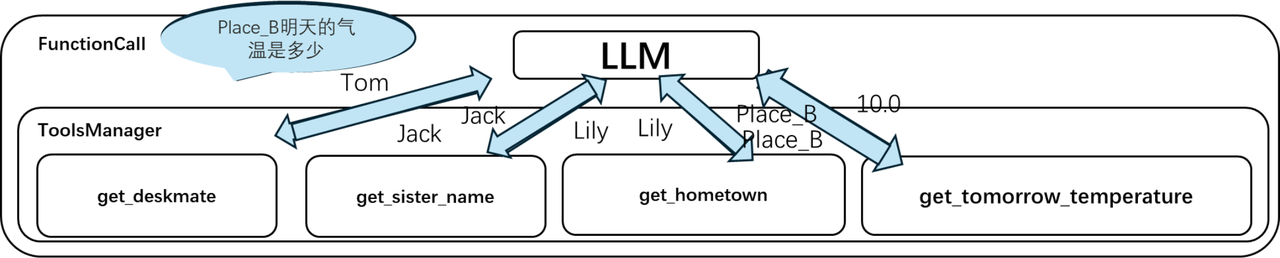 Place_B明天的气
温是多少
FunctionCall
LLM
Tom
Jack
Jack
Lily
Lily
Place_B
Place_B
10.0
ToolsManager
get_deskmate
get_sister_name
get_hometown
get_tomorrow_temperature